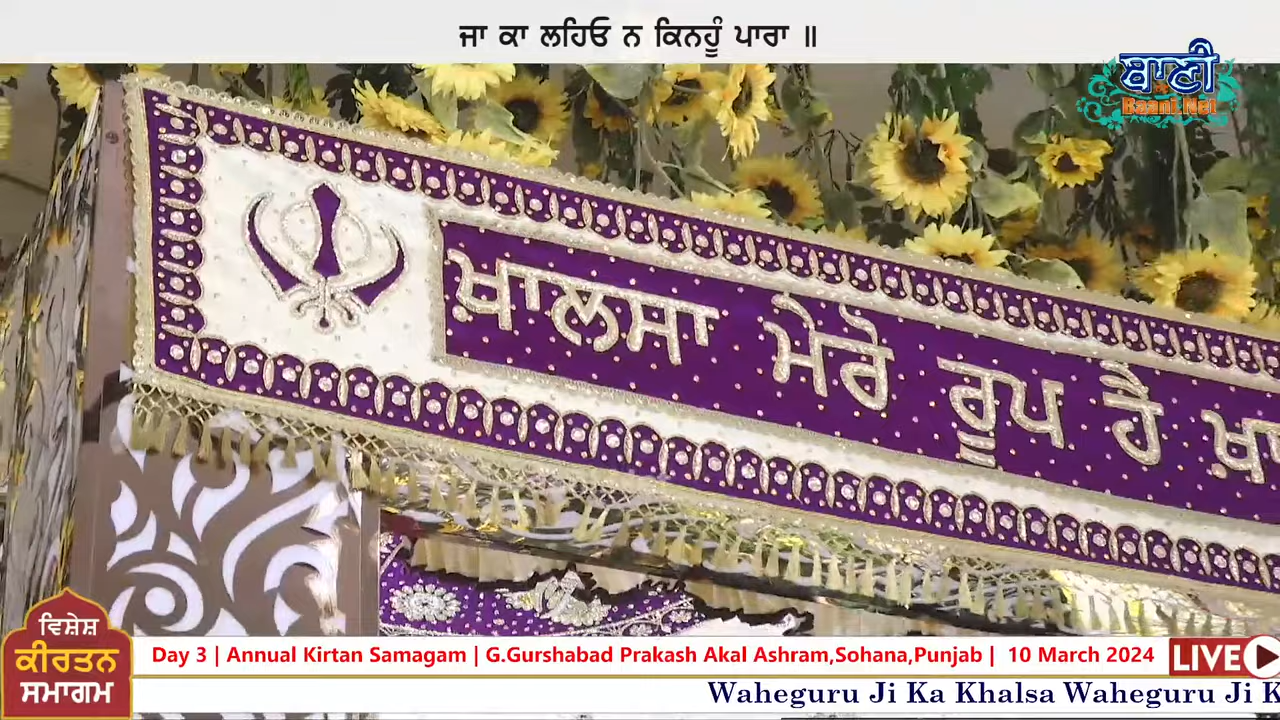 ਜਾ ਕਾ ਲਹਿਓ ਨ ਕਿਨਹੂੰ ਪਾਰਾ ॥
ਬਾਣੀ
Baani.Net
ਖ਼ਾਲਸਾ ਮੇਰੋ ਰੂਪ ਹੈ ਖ਼ਾ
ਵਿਸ਼ੇਸ਼
ਕੀਰਤਨ
ਸਮਾਗਮ
Day 3 | Annual Kirtan Samagam | G.Gurshabad Prakash Akal Ashram,Sohana,Punjab | 10 March 2024
LIVE
Waheguru Ji Ka Khalsa Waheguru Ji K